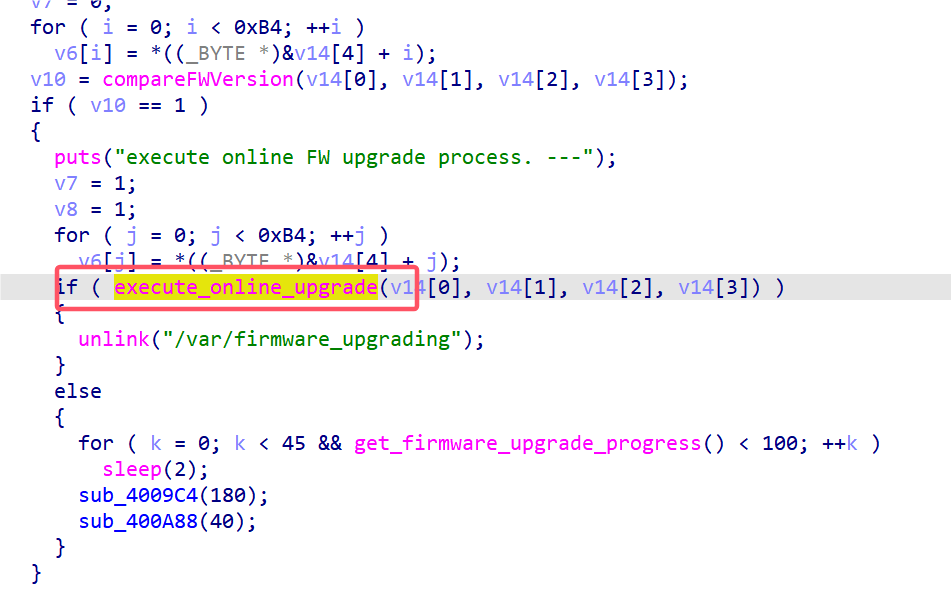 v7 = 0;
for ( i = 0; i < 0xB4; ++i )
v6[i] = *((_BYTE *)&v14[4] + i);
v10 = compareFWVersion(v14[0], v14[1], v14[2], v14[3]);
if ( v10 == 1 )
{
puts("execute online FW upgrade process. ---");
v7 = 1;
v8 = 1;
for ( j = 0; j < 0xB4; ++j )
v6[j] = *((_BYTE *)&v14[4] + j);
if ( execute_online_upgrade(v14[0], v14[1], v14[2], v14[3]) )
{
unlink("/var/firmware_upgrading");
}
else
{
for ( k = 0; k < 45 && get_firmware_upgrade_progress() < 100; ++k )
sleep(2);
sub_4009C4(180);
sub_400A88(40);
}
}